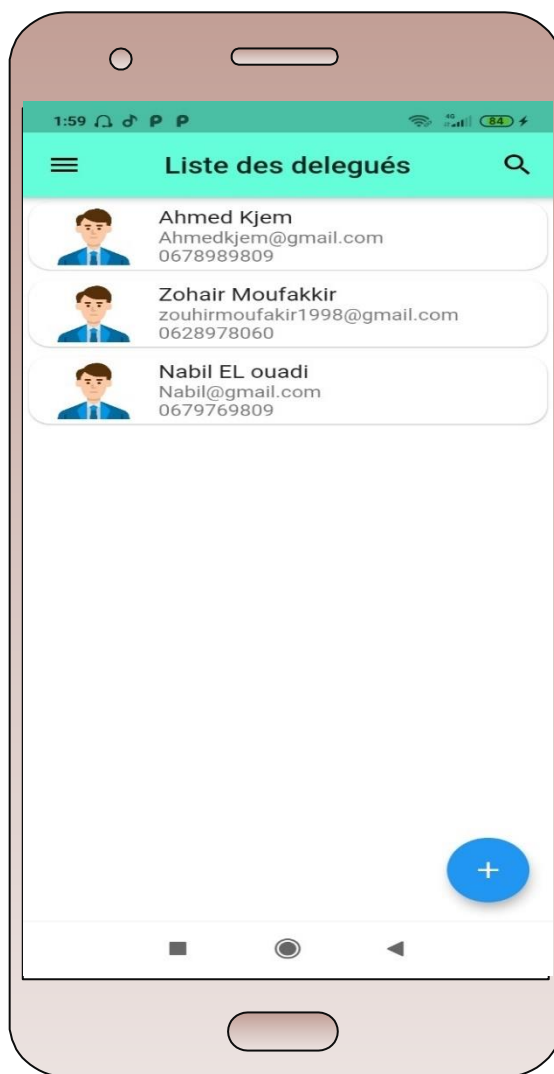 1:59 P P 4G 84
Liste des delegués
Ahmed Kjem
Ahmedkjem@gmail.com
0678989809
Zohair Moufakkir
zouhirmoufakir1998@gmail.com
0628978060
Nabil EL ouadi
Nabil@gmail.com
0679769809
+